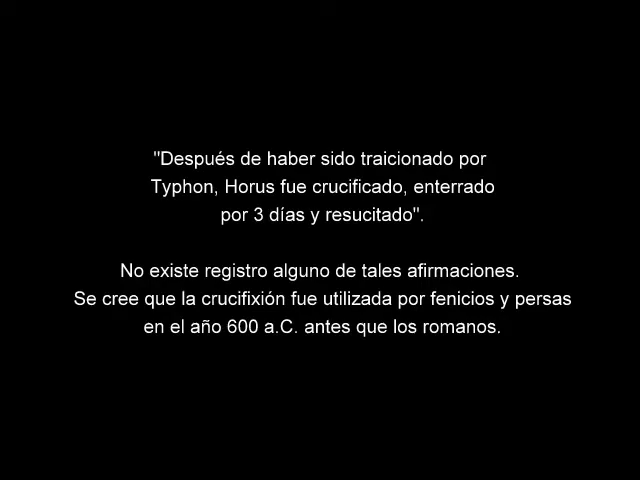 "Después de haber sido traicionado por
Typhon, Horus fue crucificado, enterrado
por 3 días y resucitado".
No existe registro alguno de tales afirmaciones.
Se cree que la crucifixión fue utilizada por fenicios y persas
en el año 600 a.C. antes que los romanos.